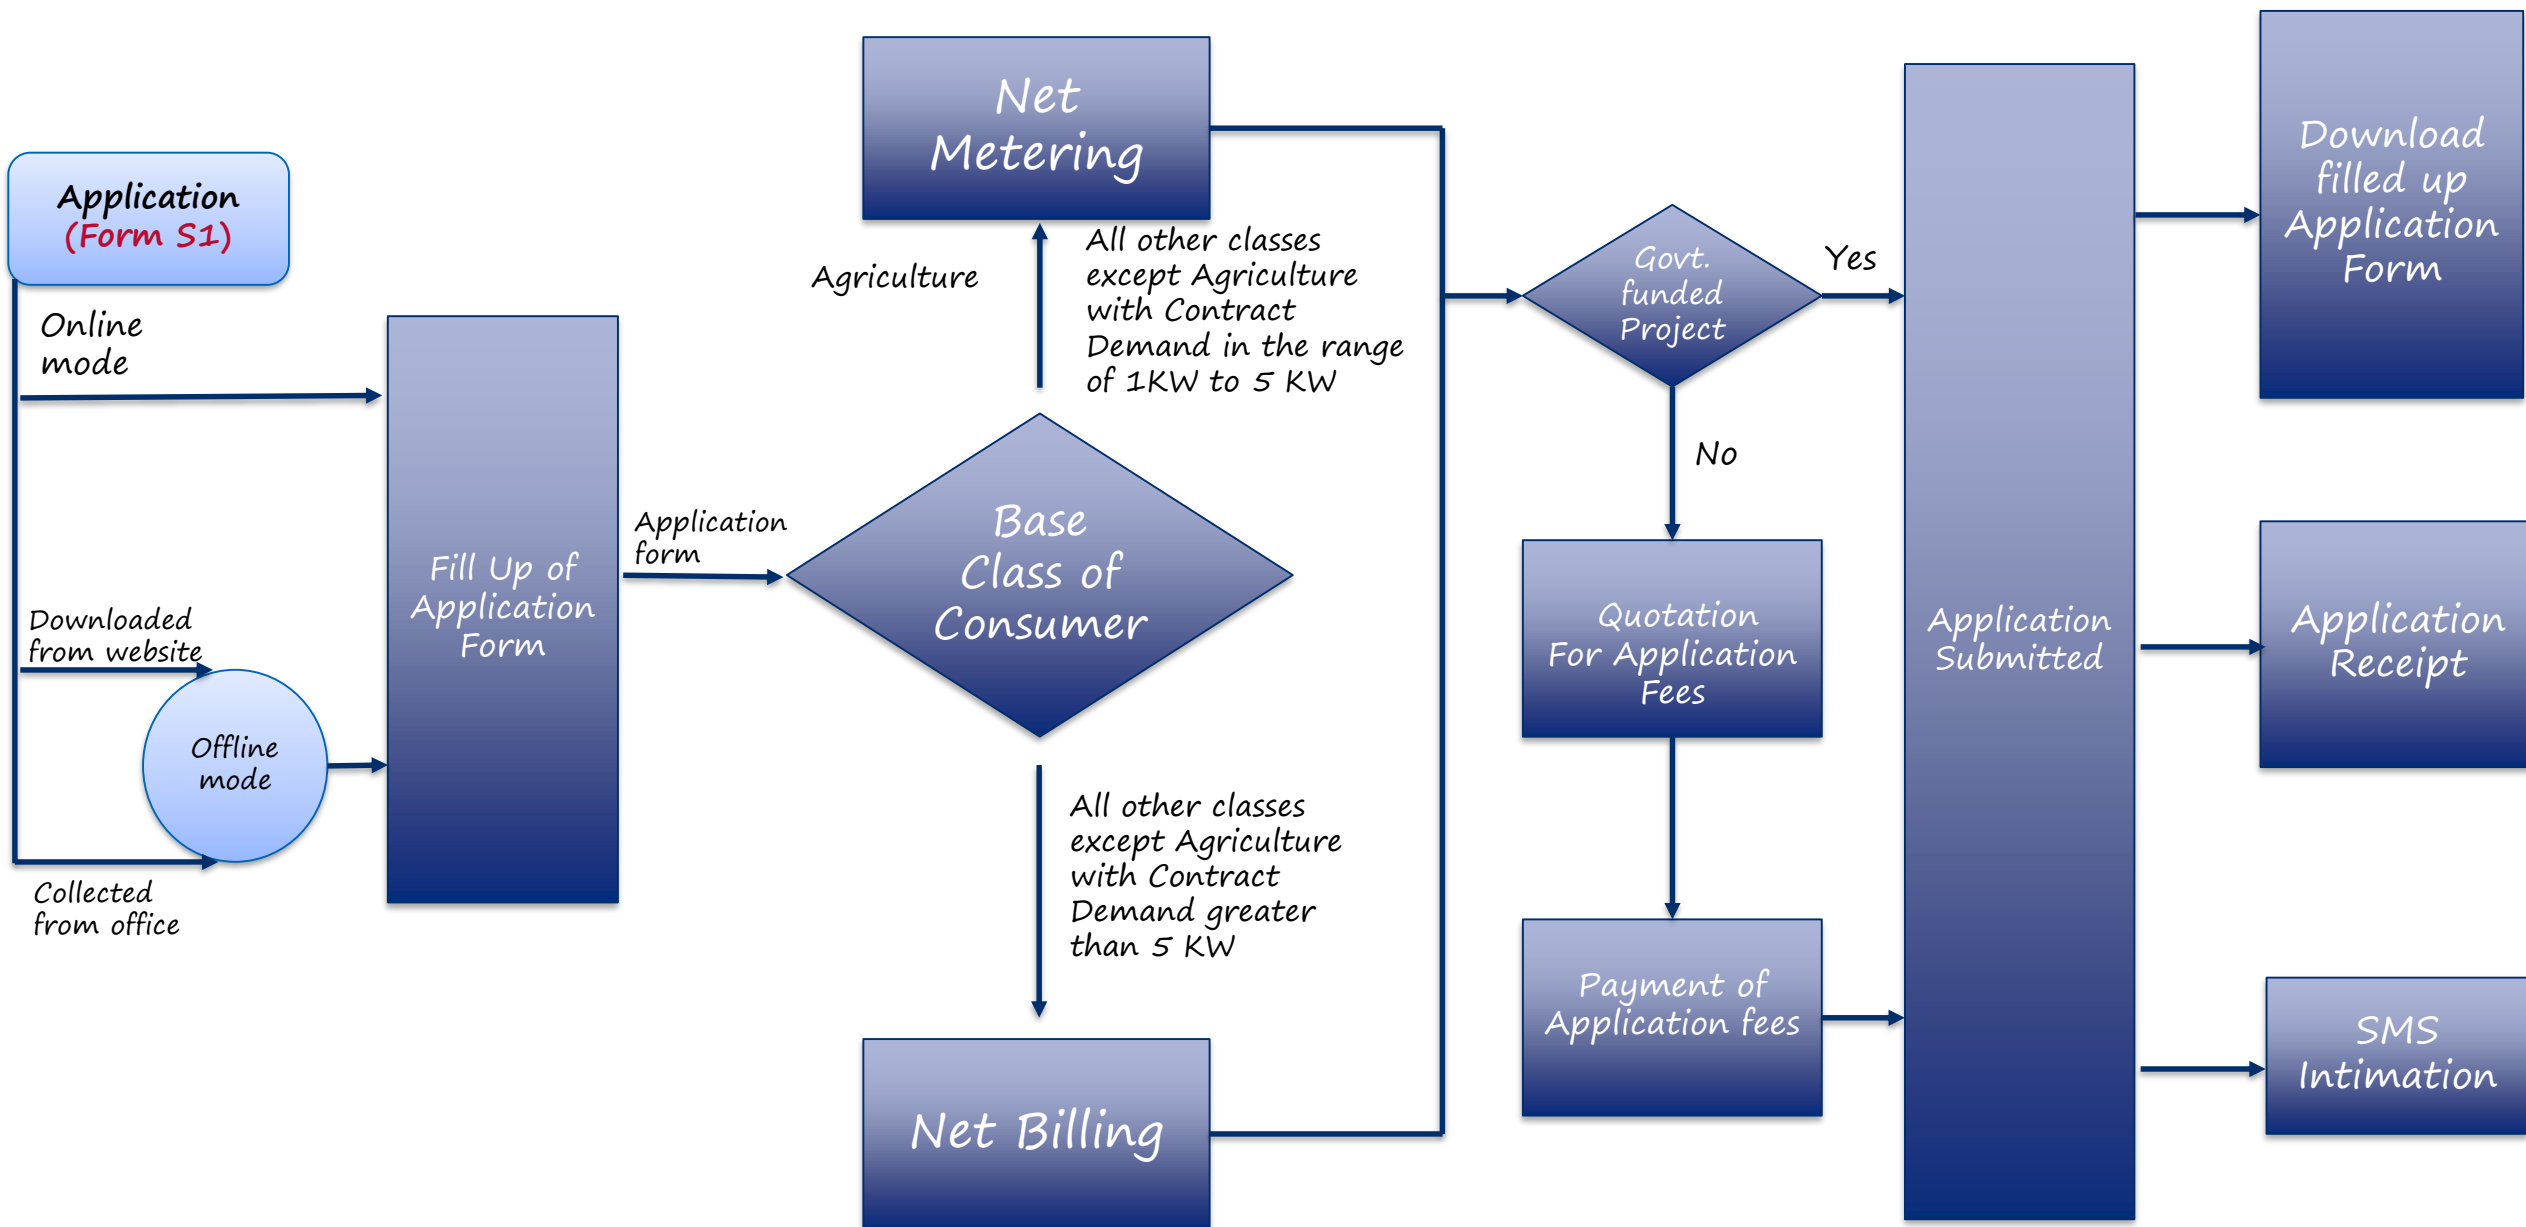 Application
(Form S1)
Online
mode
Downloaded
from website
Offline
mode
Collected
from office
Fill Up of
Application
Form
Application
form
Net
Metering
Agriculture
All other classes
except Agriculture
with Contract
Demand in the range
of 1KW to 5 KW
Base
Class of
Consumer
All other classes
except Agriculture
with Contract
Demand greater
than 5 KW
Net Billing
Govt.
funded
Project
Yes
No
Quotation
For Application
Fees
Payment of
Application fees
Application
Submitted
Download
filled up
Application
Form
Application
Receipt
SMS
Intimation